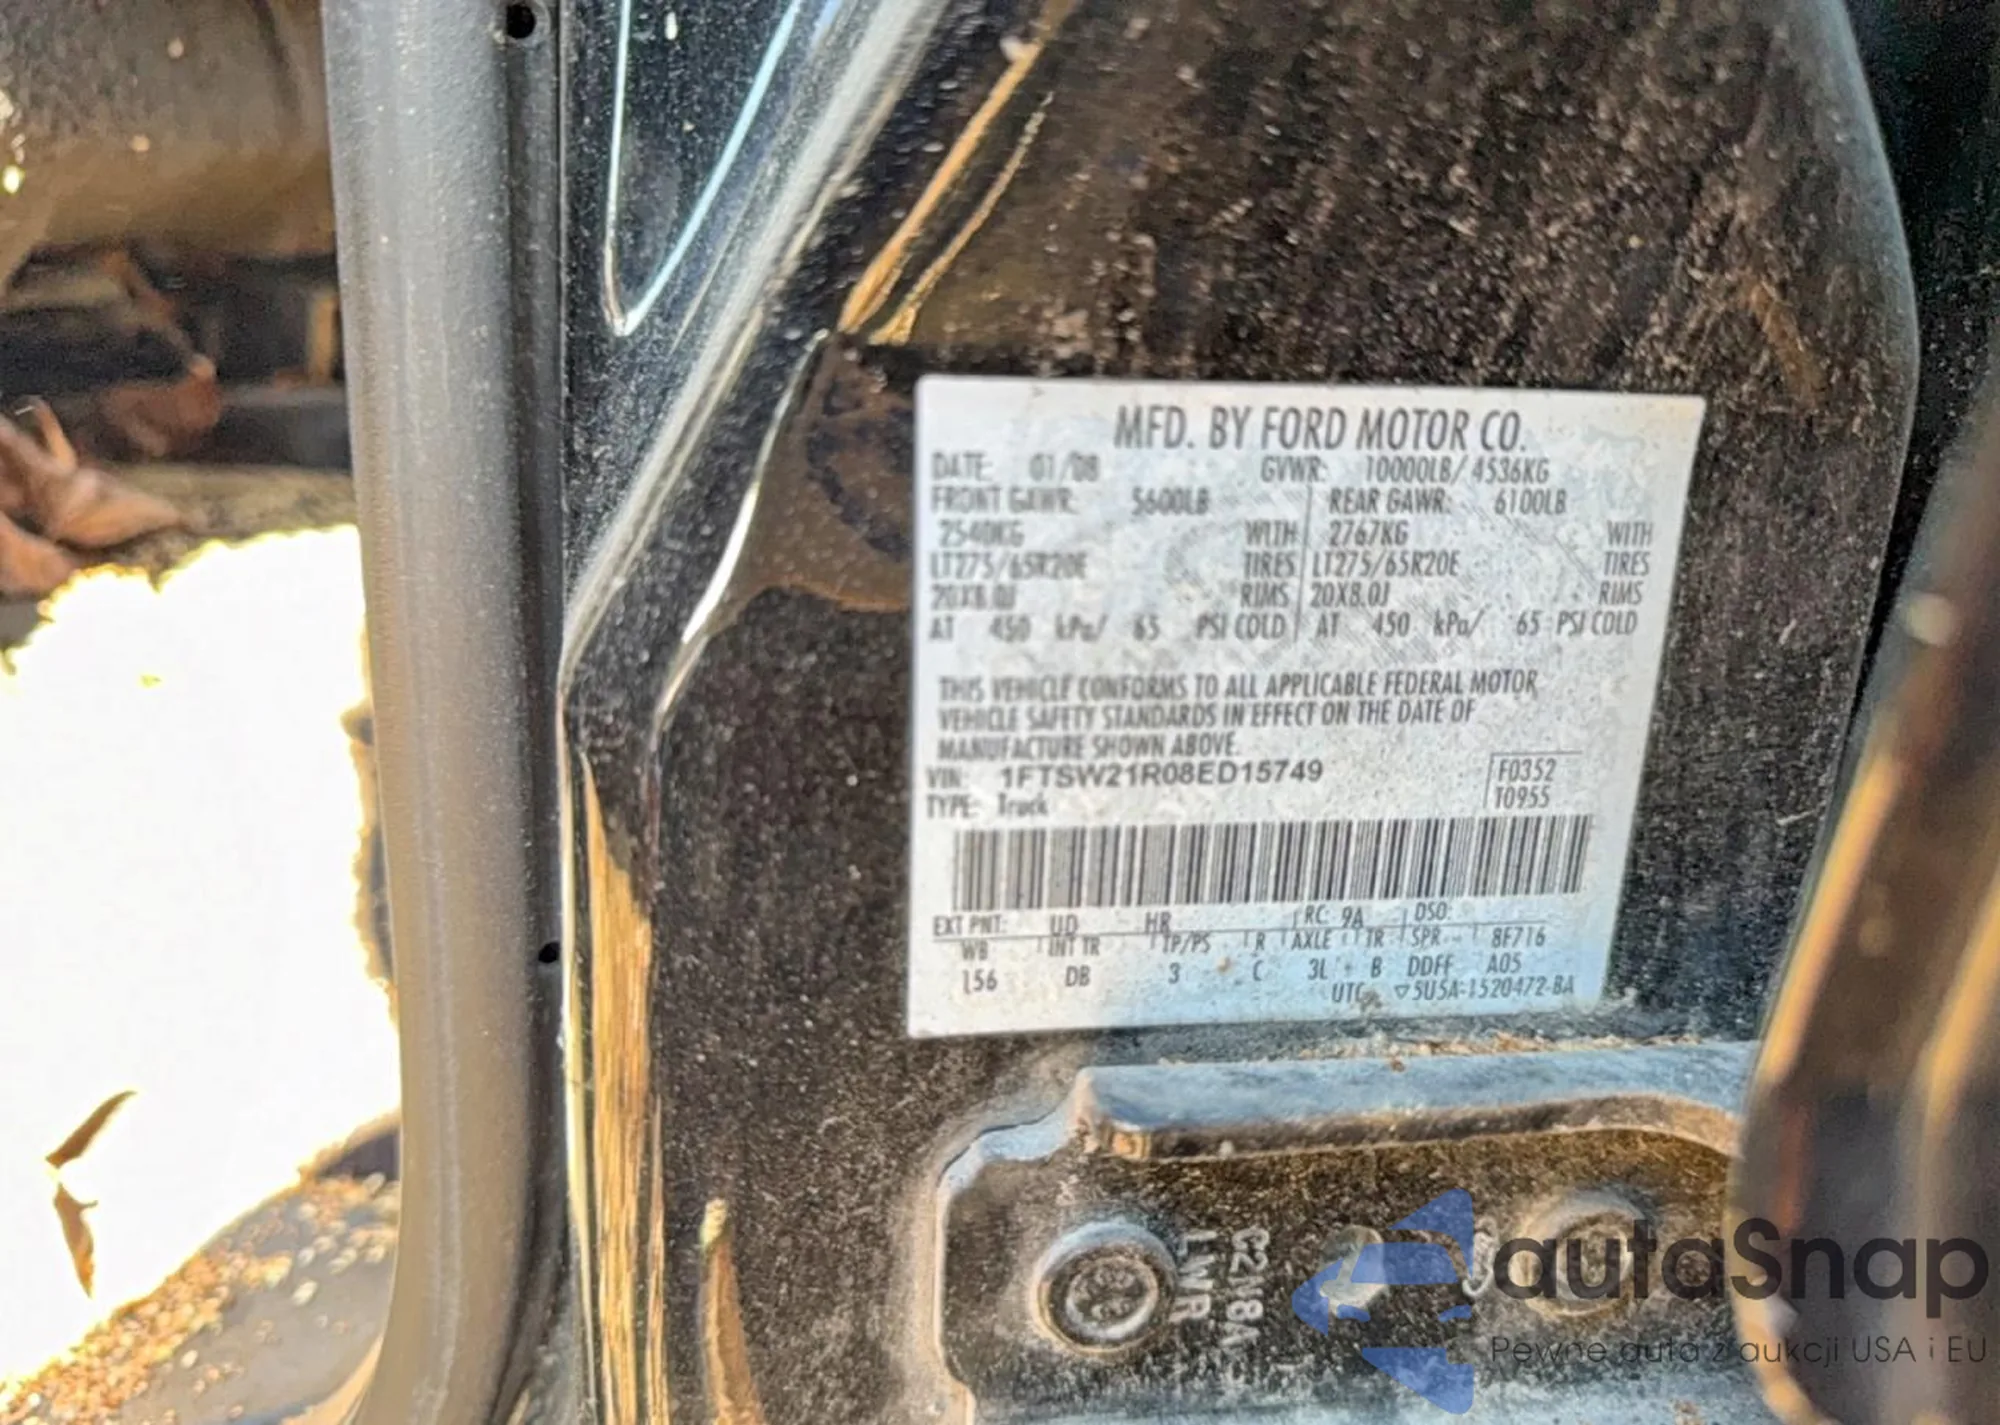 MFD. BY FORD MOTOR CO.
DATE: 01/08 GVWR: 10000LB/ 4536KG
FRONT GAWR: 5600LB REAR GAWR: 6100LB
2540KG WITH 2767KG WITH
LT275/65R20E TIRES LT275/65R20E TIRES
20X8.0J RIMS 20X8.0J RIMS
AT 450 kPa/ 65 PSI COLD AT 450 kPa/ 65 PSI COLD
THIS VEHICLE CONFORMS TO ALL APPLICABLE FEDERAL MOTOR
VEHICLE SAFETY STANDARDS IN EFFECT ON THE DATE OF
MANUFACTURE SHOWN ABOVE.
VIN: 1FTSW21R08ED15749 F0352
TYPE: Truck T0955
EXT PNT: UD HR RC: 9A DSO:
WB INT TR TP/PS R AXLE TR SPR 8F716
156 DB 3 C 3L B DDFF A05
UTC ▽5U5A-1520472-BA
LWR
autaSnap
Pewne auta z aukcji USA i EU